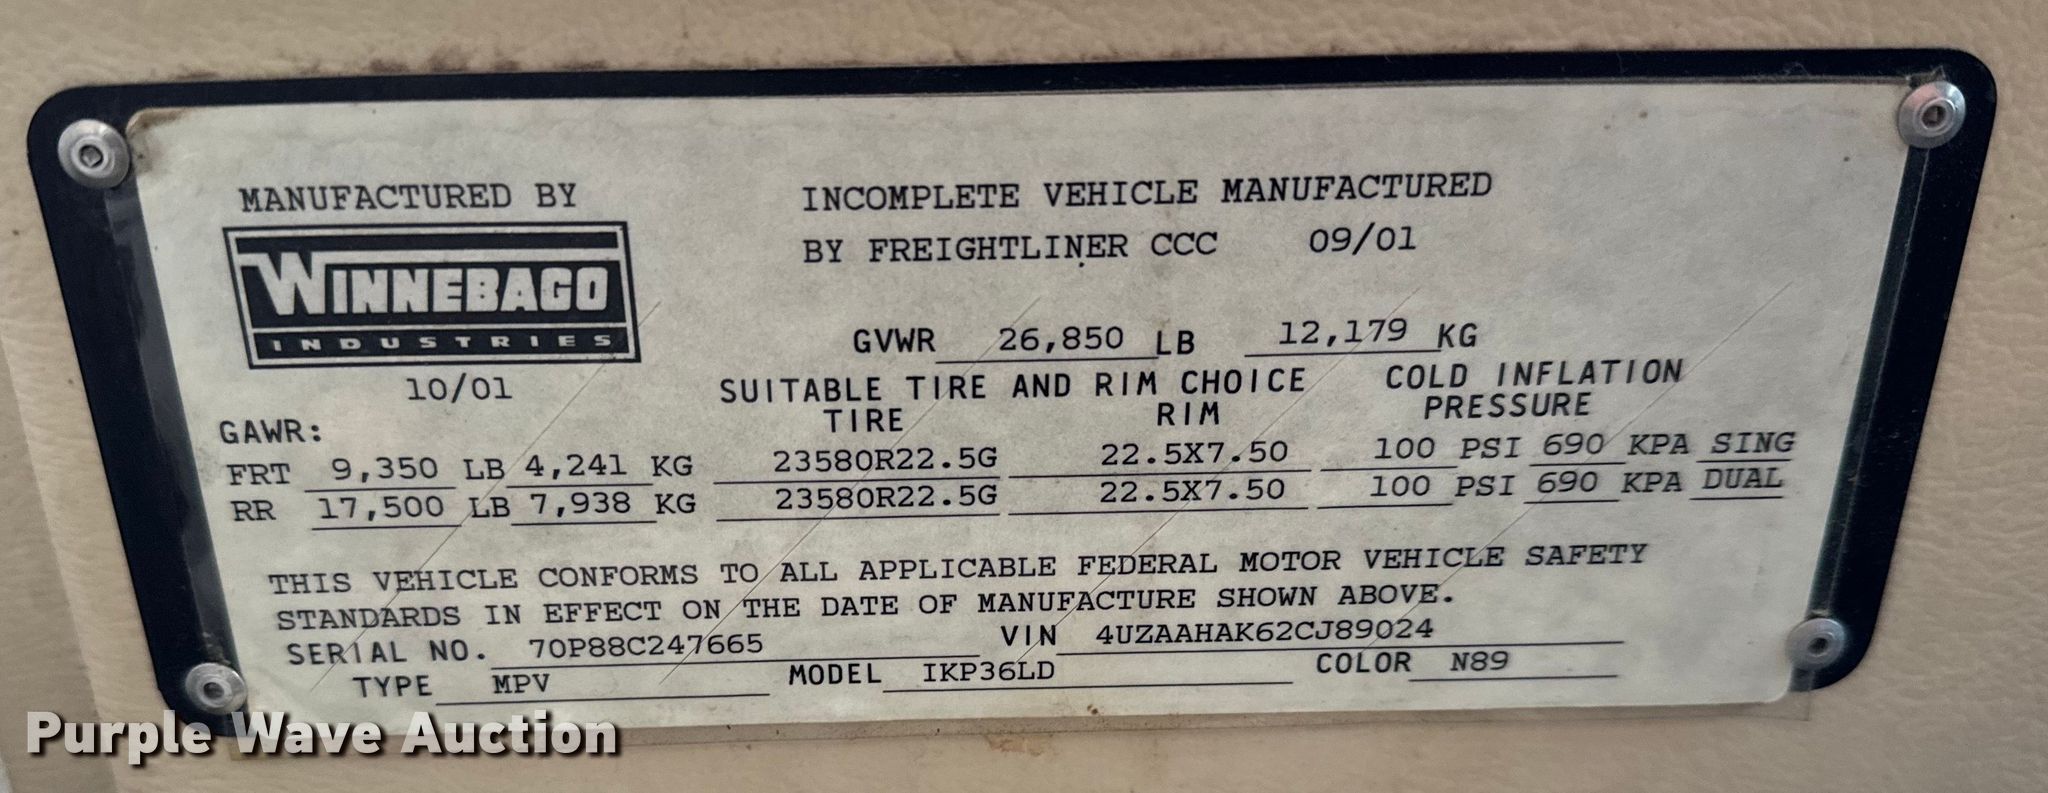 MANUFACTURED BY
WINNEBAGO
INDUSTRIES
10/01
INCOMPLETE VEHICLE MANUFACTURED
BY FREIGHTLINER CCC 09/01
GVWR 26,850 LB 12,179 KG
SUITABLE TIRE AND RIM CHOICE COLD INFLATION
TIRE RIM PRESSURE
GAWR:
FRT 9,350 LB 4,241 KG 23580R22.5G 22.5X7.50 100 PSI 690 KPA SING
RR 17,500 LB 7,938 KG 23580R22.5G 22.5X7.50 100 PSI 690 KPA DUAL
THIS VEHICLE CONFORMS TO ALL APPLICABLE FEDERAL MOTOR VEHICLE SAFETY
STANDARDS IN EFFECT ON THE DATE OF MANUFACTURE SHOWN ABOVE.
SERIAL NO. 70P88C247665 VIN 4UZAAHAK62CJ89024
TYPE MPV MODEL IKP36LD COLOR N89
Purple Wave Auction